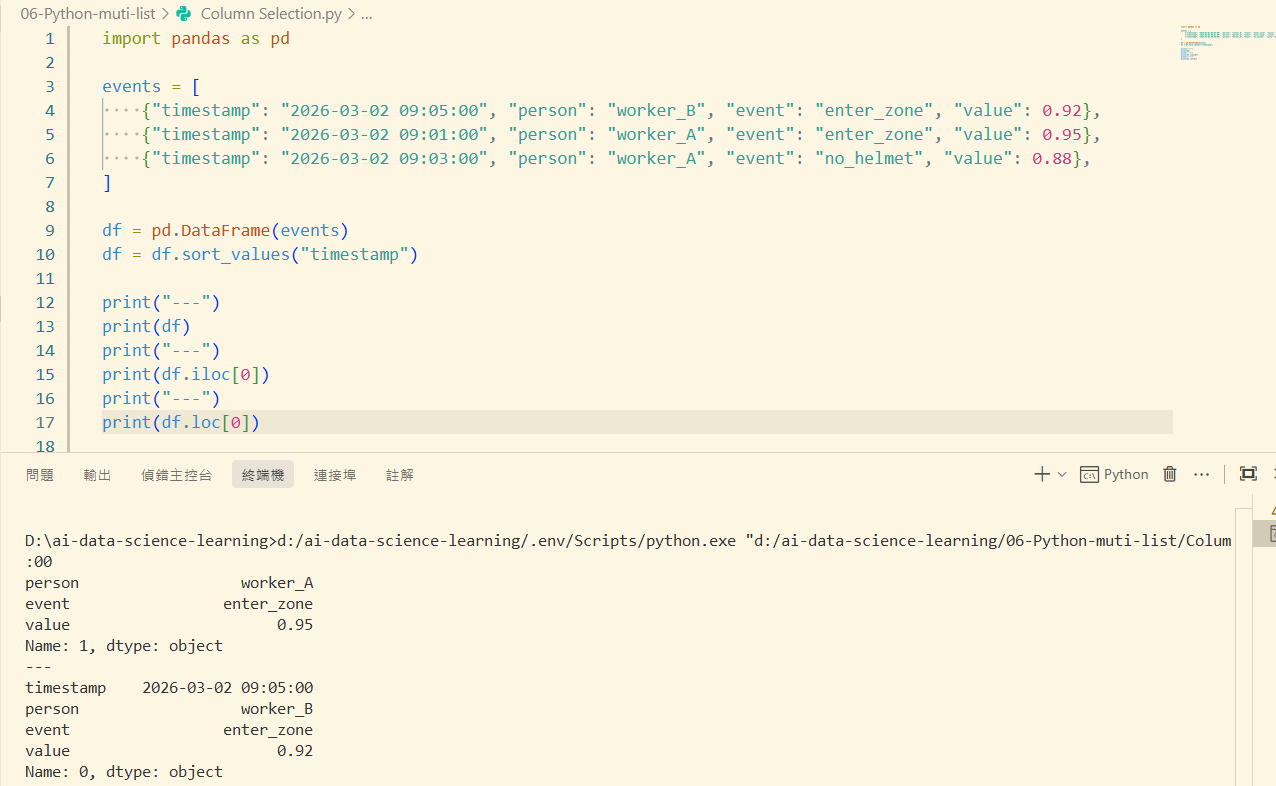 06-Python-muti-list > Column Selection.py > ...
1 import pandas as pd
2
3 events = [
4 ····{"timestamp": "2026-03-02 09:05:00", "person": "worker_B", "event": "enter_zone", "value": 0.92},
5 ····{"timestamp": "2026-03-02 09:01:00", "person": "worker_A", "event": "enter_zone", "value": 0.95},
6 ····{"timestamp": "2026-03-02 09:03:00", "person": "worker_A", "event": "no_helmet", "value": 0.88},
7 ]
8
9 df = pd.DataFrame(events)
10 df = df.sort_values("timestamp")
11
12 print("---")
13 print(df)
14 print("---")
15 print(df.iloc[0])
16 print("---")
17 print(df.loc[0])
18
問題 輸出 偵錯主控台 終端機 連接埠 註解 Python ···
D:\ai-data-science-learning>d:/ai-data-science-learning/.env/Scripts/python.exe "d:/ai-data-science-learning/06-Python-muti-list/Colum
:00
person worker_A
event enter_zone
value 0.95
Name: 1, dtype: object
---
timestamp 2026-03-02 09:05:00
person worker_B
event enter_zone
value 0.92
Name: 0, dtype: object